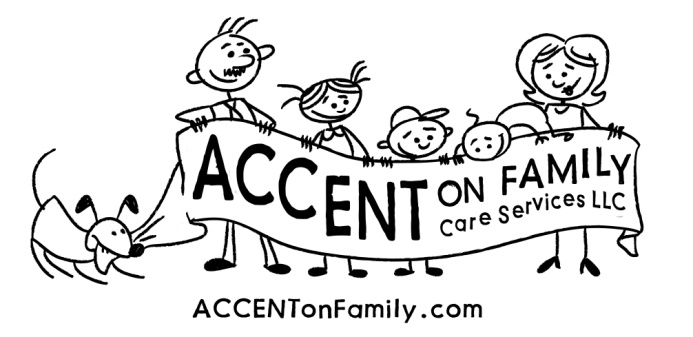 ACCENT ON FAMILY
Care Services LLC
ACCENTonFamily.com